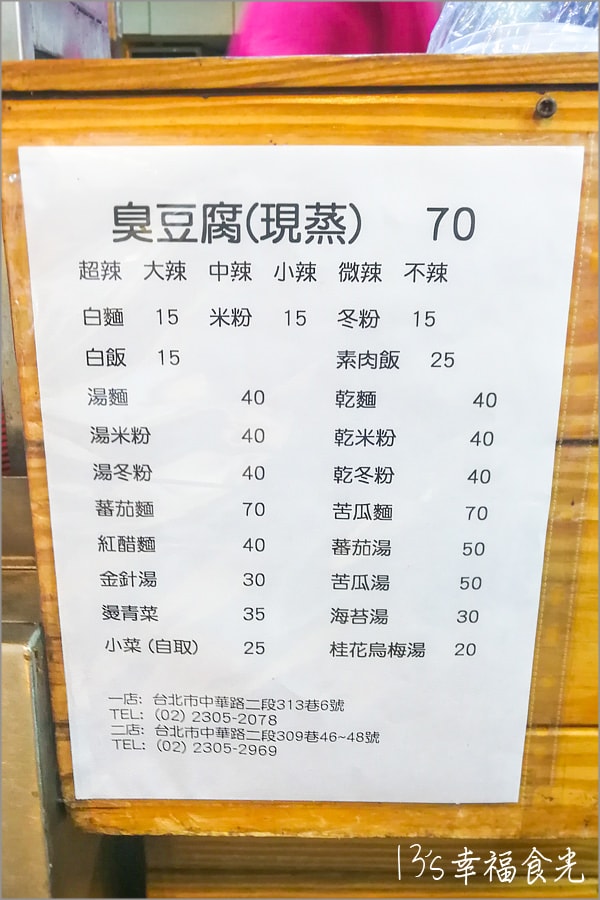 臭豆腐(現蒸) 70
超辣 大辣 中辣 小辣 微辣 不辣
白麵 15 米粉 15 冬粉 15
白飯 15 素肉飯 25
湯麵 40 乾麵 40
湯米粉 40 乾米粉 40
湯冬粉 40 乾冬粉 40
蕃茄麵 70 苦瓜麵 70
紅醋麵 40 蕃茄湯 50
金針湯 30 苦瓜湯 50
燙青菜 35 海苔湯 30
小菜(自取) 25 桂花烏梅湯 20
一店: 台北市中華路二段313巷6號
TEL: (02) 2305-2078
二店: 台北市中華路二段309巷46~48號
TEL: (02) 2305-2969
13's幸福食光